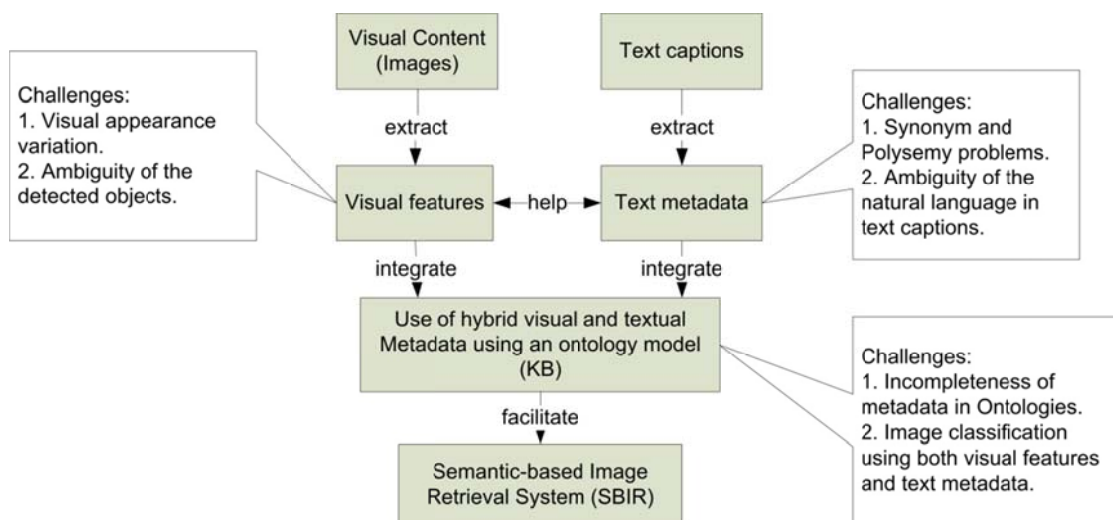 Visual Content
(Images)
Text captions
Challenges:
1. Visual appearance
variation.
2. Ambiguity of the
detected objects.
Challenges:
1. Synonym and
Polysemy problems.
2. Ambiguity of the
natural language in
text captions.
extract
extract
Visual features
help
Text metadata
integrate
integrate
Use of hybrid visual and textual
Metadata using an ontology model
(KB)
Challenges:
1. Incompleteness of
metadata in Ontologies.
2. Image classification
using both visual features
and text metadata.
facilitate
Semantic-based Image
Retrieval System (SBIR)